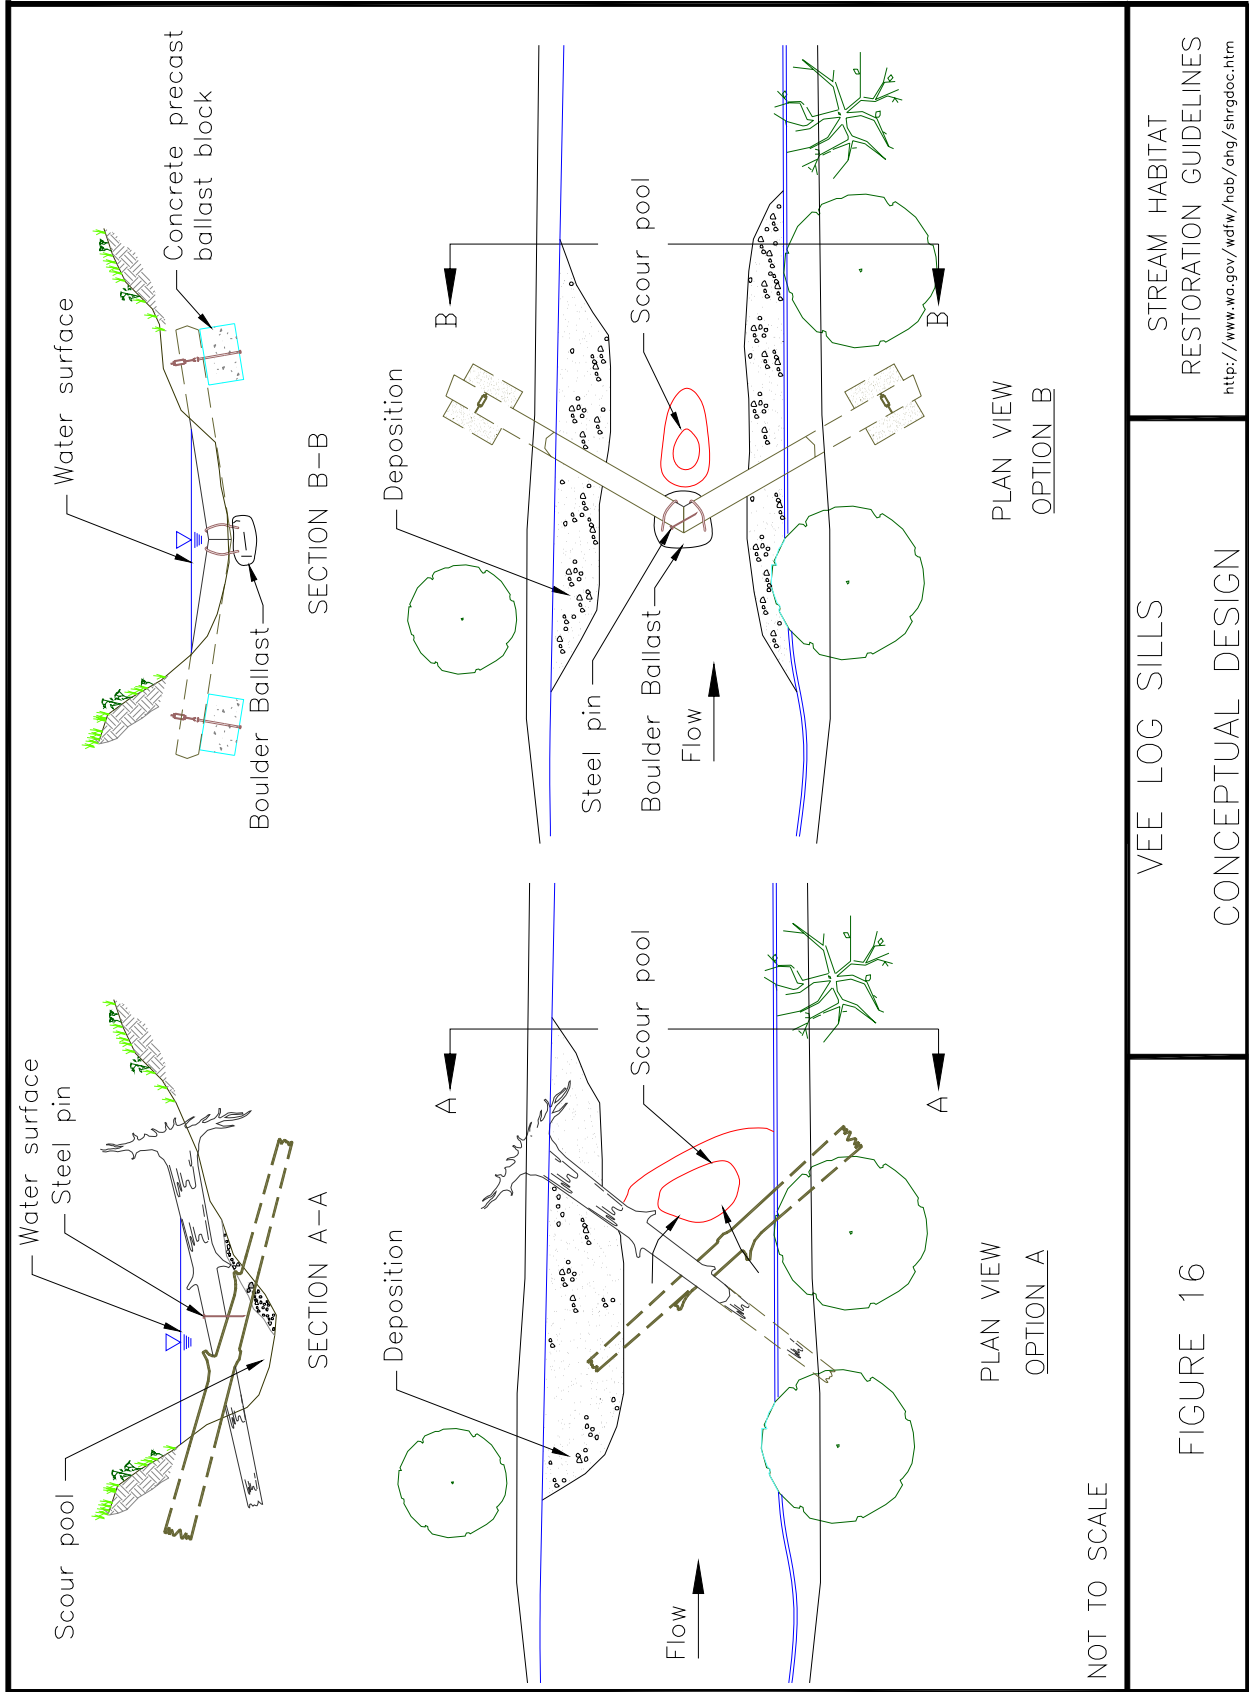 Water surface
Steel pin
Scour pool
SECTION A-A
Water surface
Concrete precast
ballast block
Boulder Ballast
SECTION B-B
Deposition
Scour pool
A
A
Flow
PLAN VIEW
OPTION A
Deposition
Scour pool
B
B
Steel pin
Boulder Ballast
Flow
PLAN VIEW
OPTION B
NOT TO SCALE
FIGURE 16
VEE LOG SILLS
CONCEPTUAL DESIGN
STREAM HABITAT
RESTORATION GUIDELINES
http://www.wa.gov/wdfw/hab/ahg/shrgdoc.htm